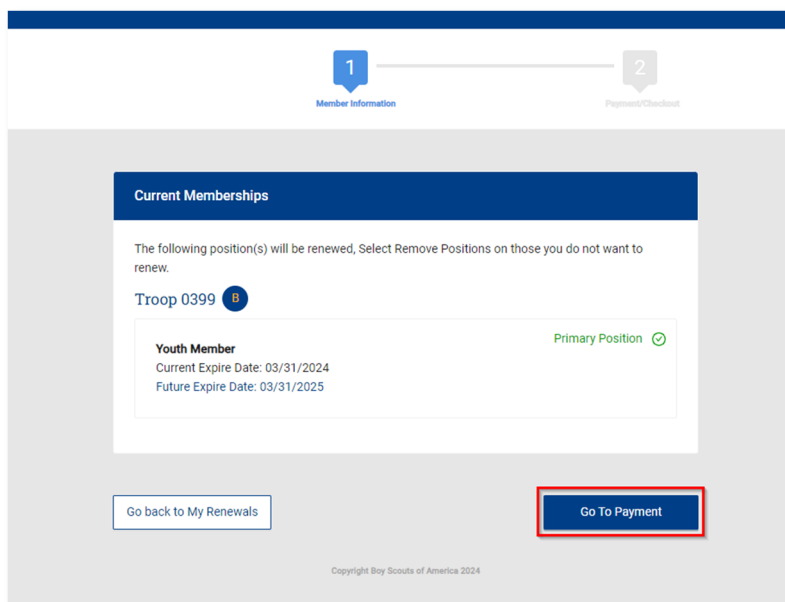 1
2
Member Information
Payment/Checkout
Current Memberships
The following position(s) will be renewed, Select Remove Positions on those you do not want to
renew.
Troop 0399 B
Primary Position
Youth Member
Current Expire Date: 03/31/2024
Future Expire Date: 03/31/2025
Go back to My Renewals
Go To Payment
Copyright Boy Scouts of America 2024